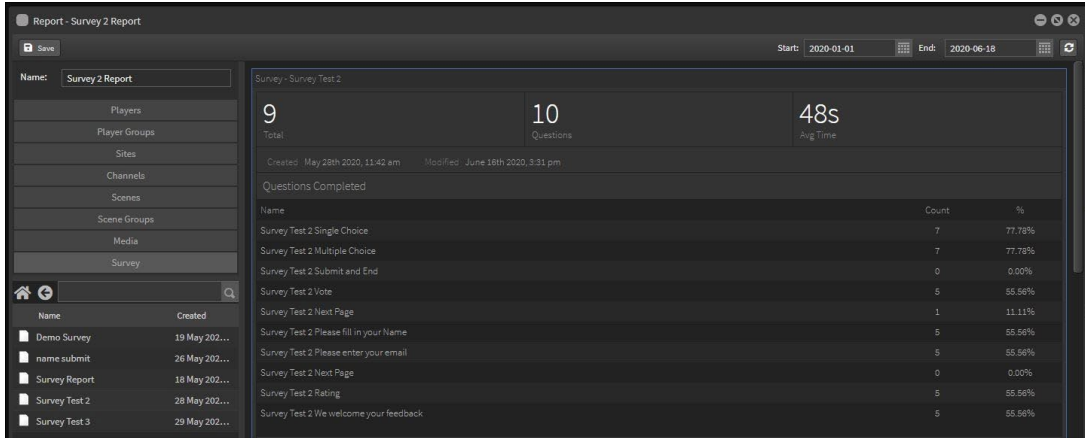 Report - Survey 2 Report
Save
Start: 2020-01-01 End: 2020-06-18
Name: Survey 2 Report
Players
Player Groups
Sites
Channels
Scenes
Scene Groups
Media
Survey
Name Created
Demo Survey 19 May 202...
name submit 26 May 202...
Survey Report 18 May 202...
Survey Test 2 28 May 202...
Survey Test 3 29 May 202...
Survey - Survey Test 2
9 10 48s
Total Questions Avg Time
Created May 28th 2020, 11:42 am Modified June 16th 2020, 3:31 pm
Questions Completed
Name Count %
Survey Test 2 Single Choice 7 77.78%
Survey Test 2 Multiple Choice 7 77.78%
Survey Test 2 Submit and End 0 0.00%
Survey Test 2 Vote 5 55.56%
Survey Test 2 Next Page 1 11.11%
Survey Test 2 Please fill in your Name 5 55.56%
Survey Test 2 Please enter your email 5 55.56%
Survey Test 2 Next Page 0 0.00%
Survey Test 2 Rating 5 55.56%
Survey Test 2 We welcome your feedback 5 55.56%